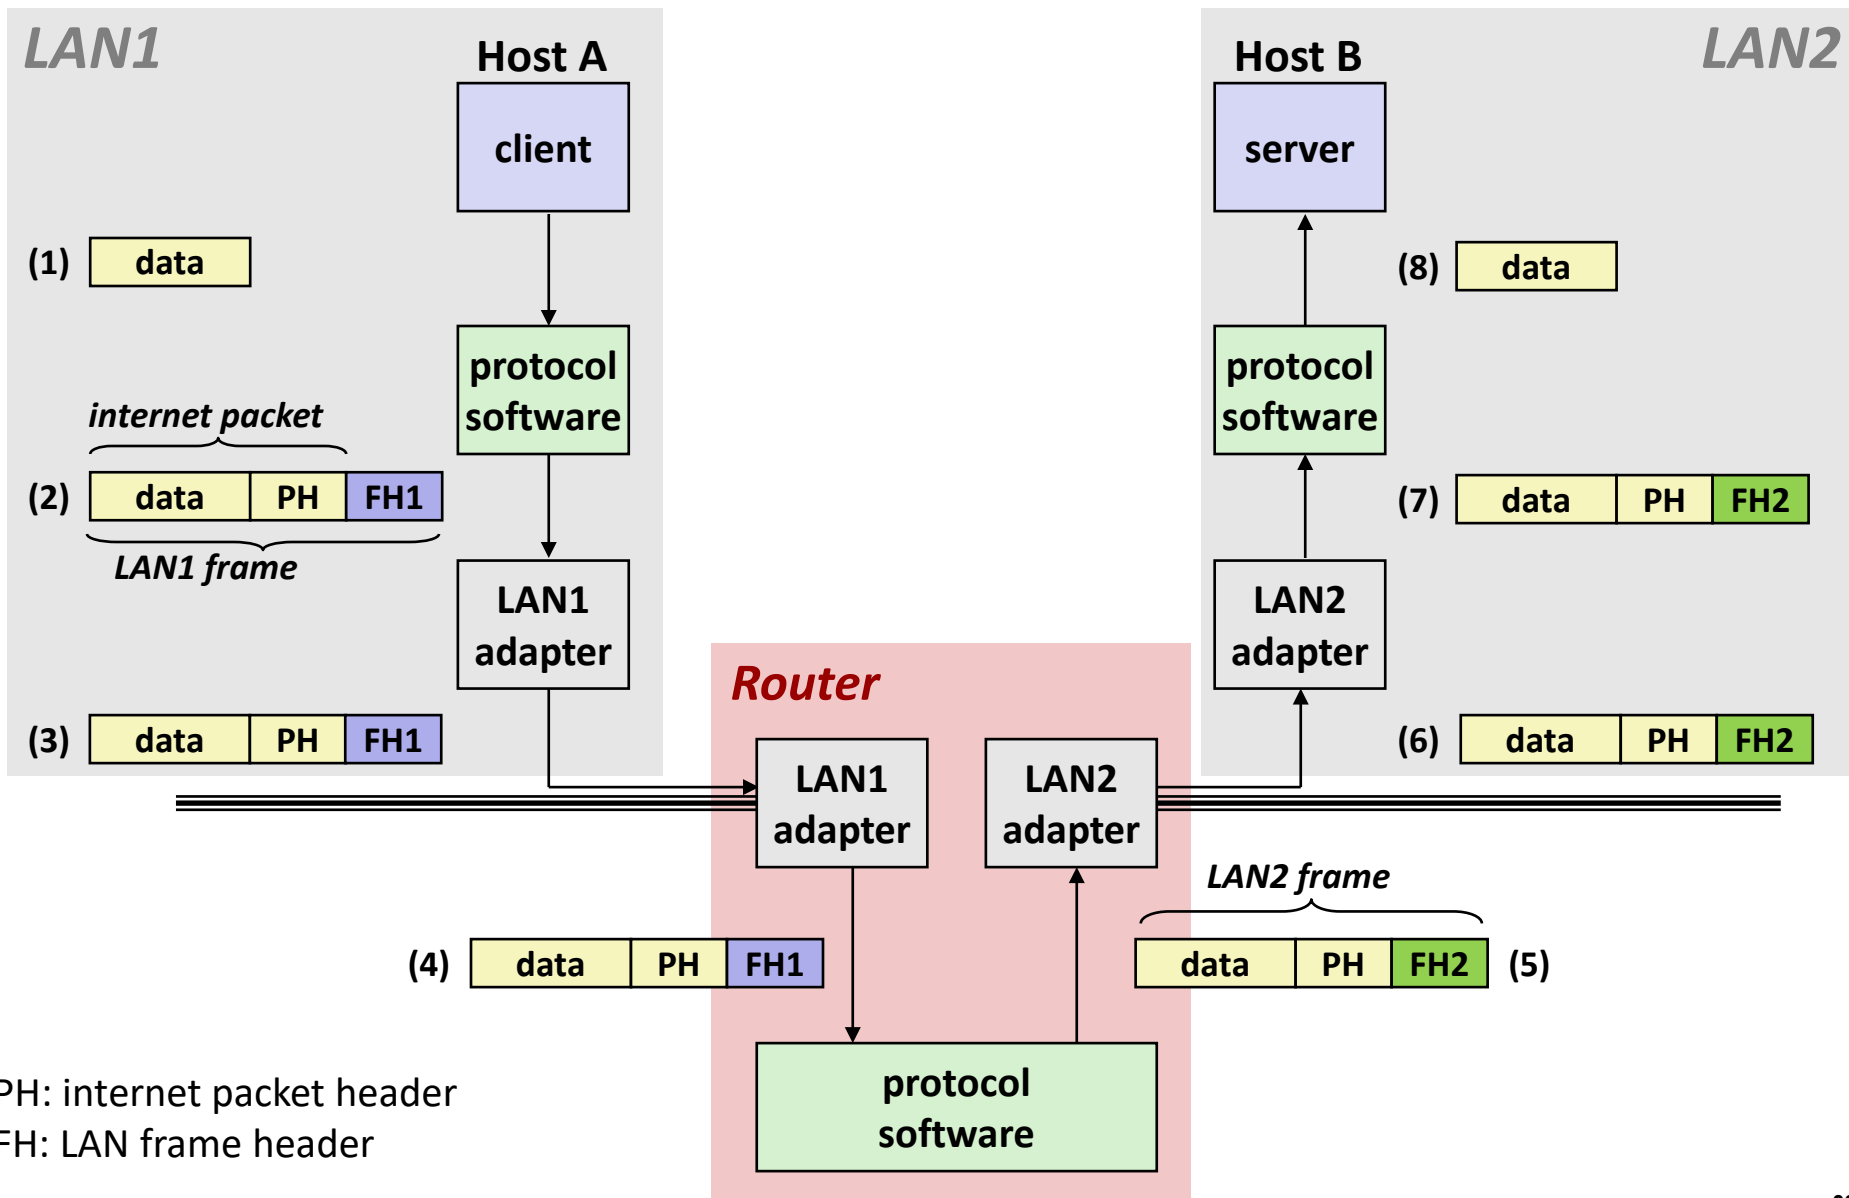 LAN1
Host A
client
(1) data
protocol
software
internet packet
(2) data PH FH1
LAN1 frame
LAN1
adapter
(3) data PH FH1
Router
LAN1
adapter
LAN2
adapter
(4) data PH FH1
protocol
software
LAN2 frame
data PH FH2 (5)
Host B
LAN2
server
(8) data
protocol
software
(7) data PH FH2
LAN2
adapter
(6) data PH FH2
PH: internet packet header
FH: LAN frame header